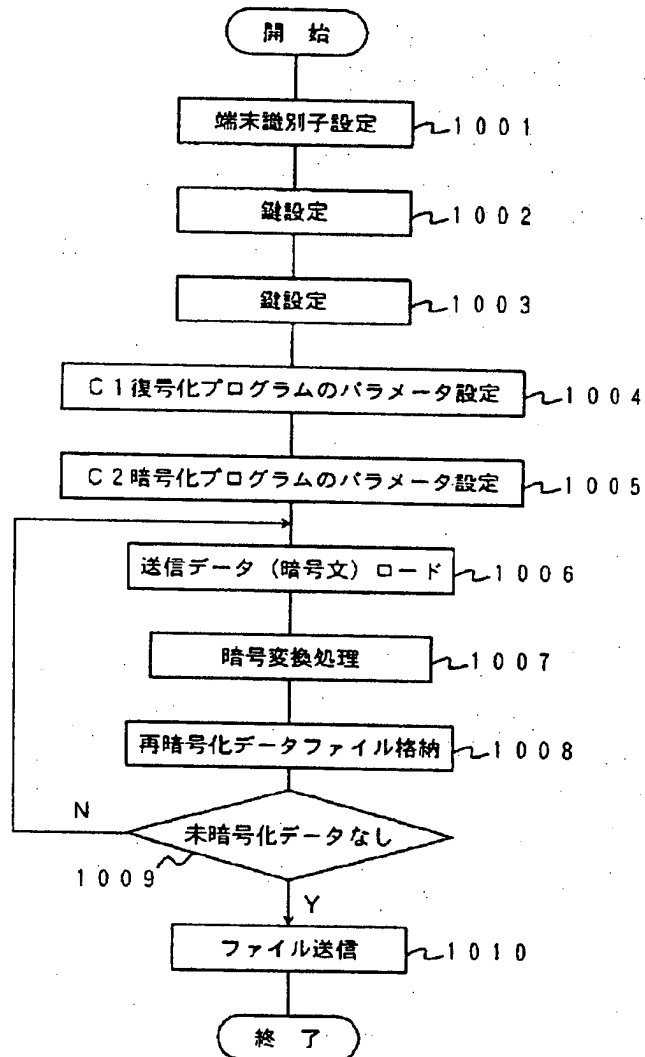 開 始
端末識別子設定 1001
鍵設定 1002
鍵設定 1003
C1復号化プログラムのパラメータ設定 1004
C2暗号化プログラムのパラメータ設定 1005
送信データ(暗号文)ロード 1006
暗号変換処理 1007
再暗号化データファイル格納 1008
N
未暗号化データなし
1009
Y
ファイル送信 1010
終 了